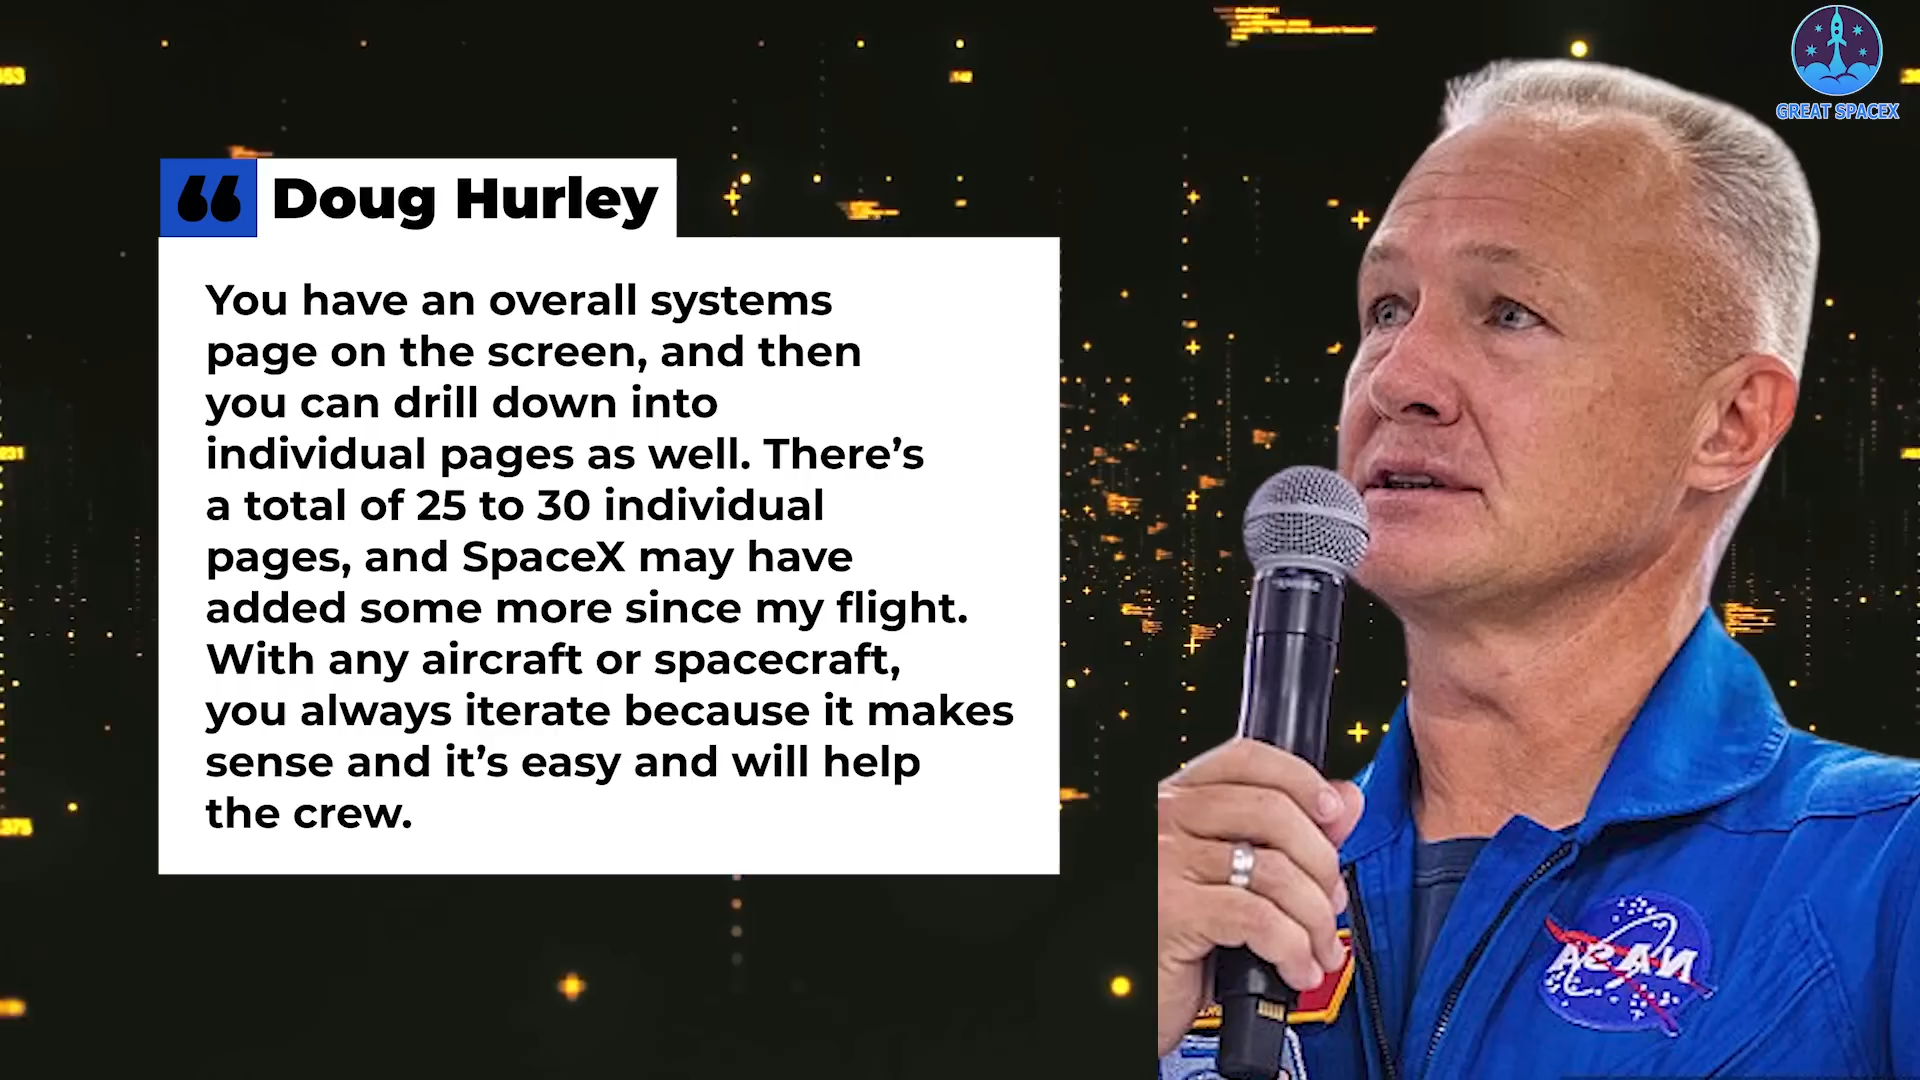 GREAT SPACEX
Doug Hurley
You have an overall systems
page on the screen, and then
you can drill down into
individual pages as well. There’s
a total of 25 to 30 individual
pages, and SpaceX may have
added some more since my flight.
With any aircraft or spacecraft,
you always iterate because it makes
sense and it’s easy and will help
the crew.
NASA
231
.375